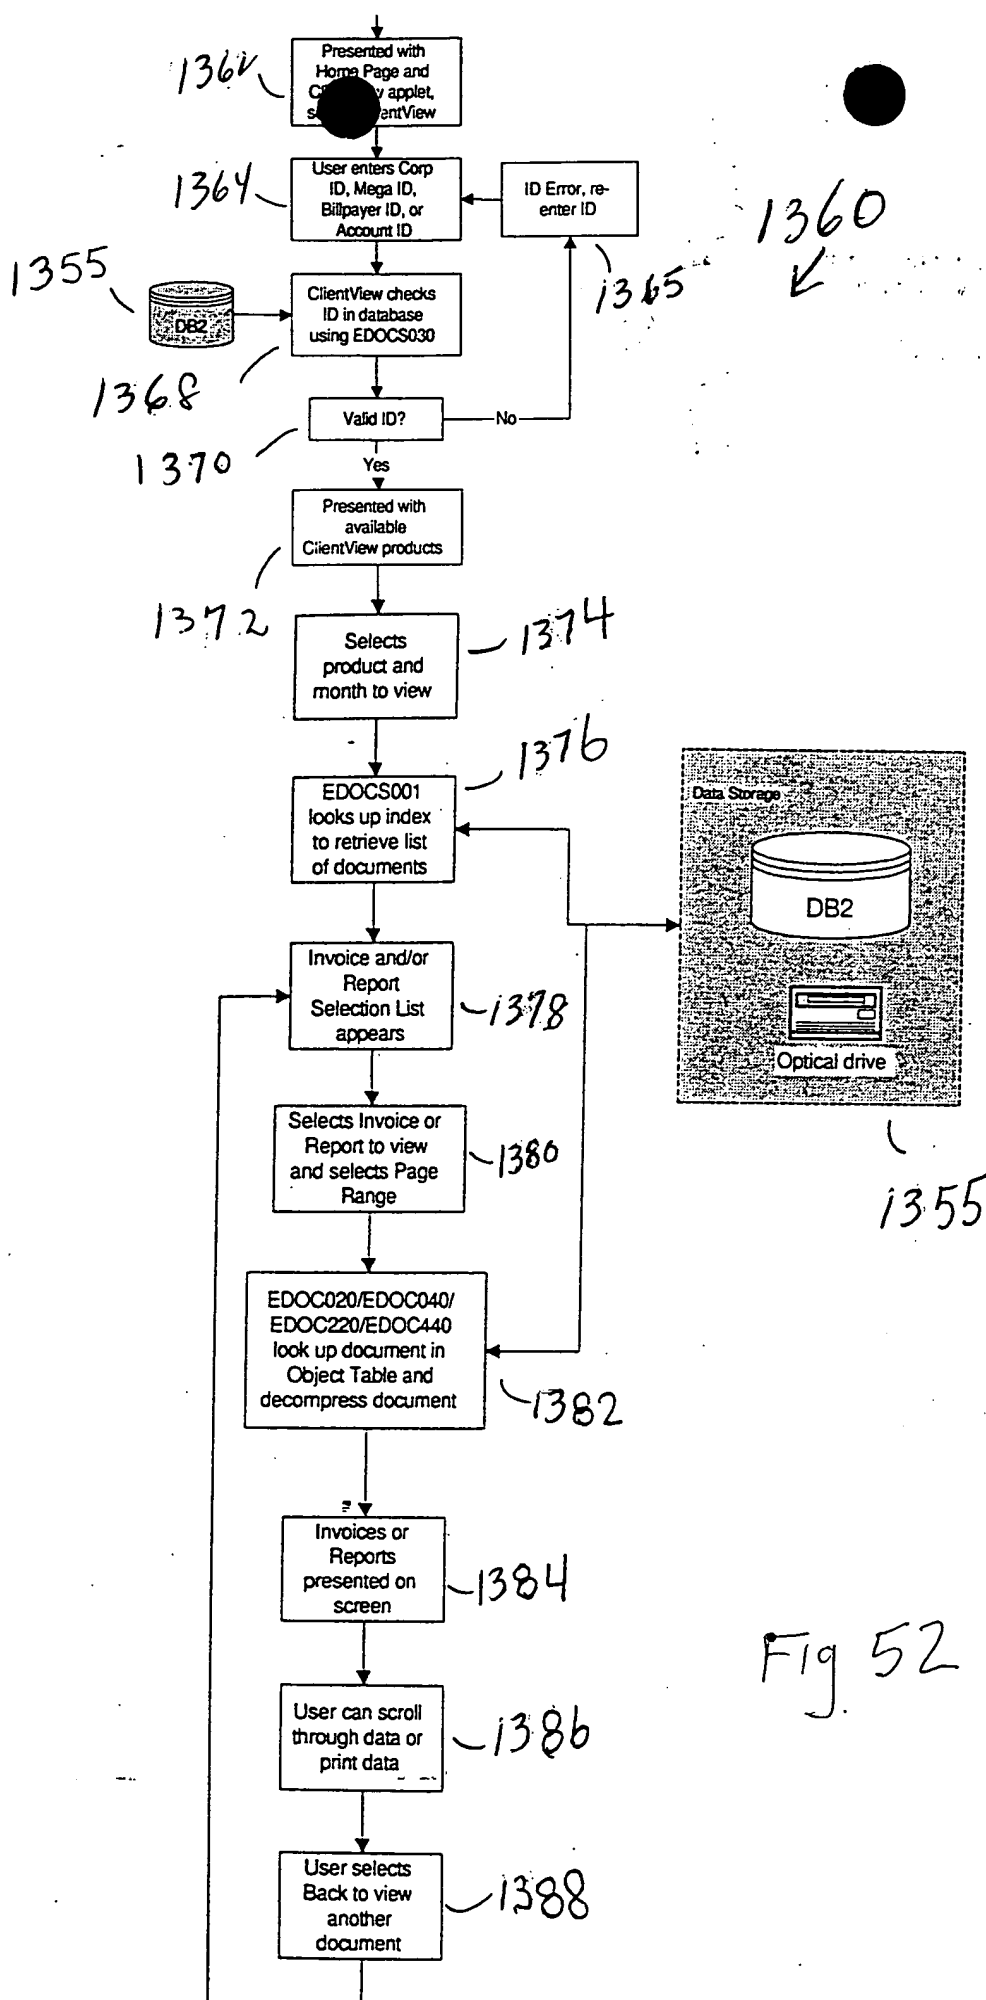 Presented with
Home Page and
applet,
1362
User enters Corp
ID, Mega ID,
Billpayer ID, or
Account ID
1364
ID Error, re-
enter ID
1365
1360
1355
DB2
ClientView checks
ID in database
using EDOCS030
1368
Valid ID?
No
1370
Yes
Presented with
available
ClientView products
1372
Selects
product and
month to view
1374
EDOCS001
looks up index
to retrieve list
of documents
1376
Data Storage
DB2
Optical drive
1355
Invoice and/or
Report
Selection List
appears
1378
Selects Invoice or
Report to view
and selects Page
Range
1380
EDOC020/EDOC040/
EDOC220/EDOC440
look up document in
Object Table and
decompress document
1382
Invoices or
Reports
presented on
screen
1384
Fig 52
User can scroll
through data or
print data
1386
User selects
Back to view
another
document
1388